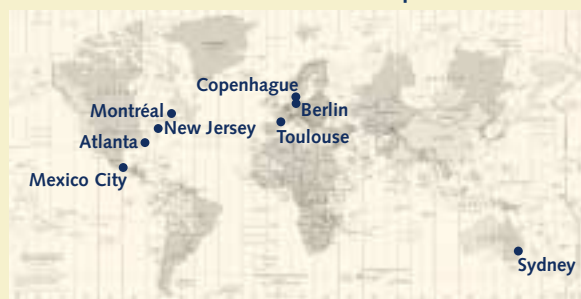 Copenhague
Montréal
Berlin
New Jersey
Toulouse
Atlanta
Mexico City
Sydney